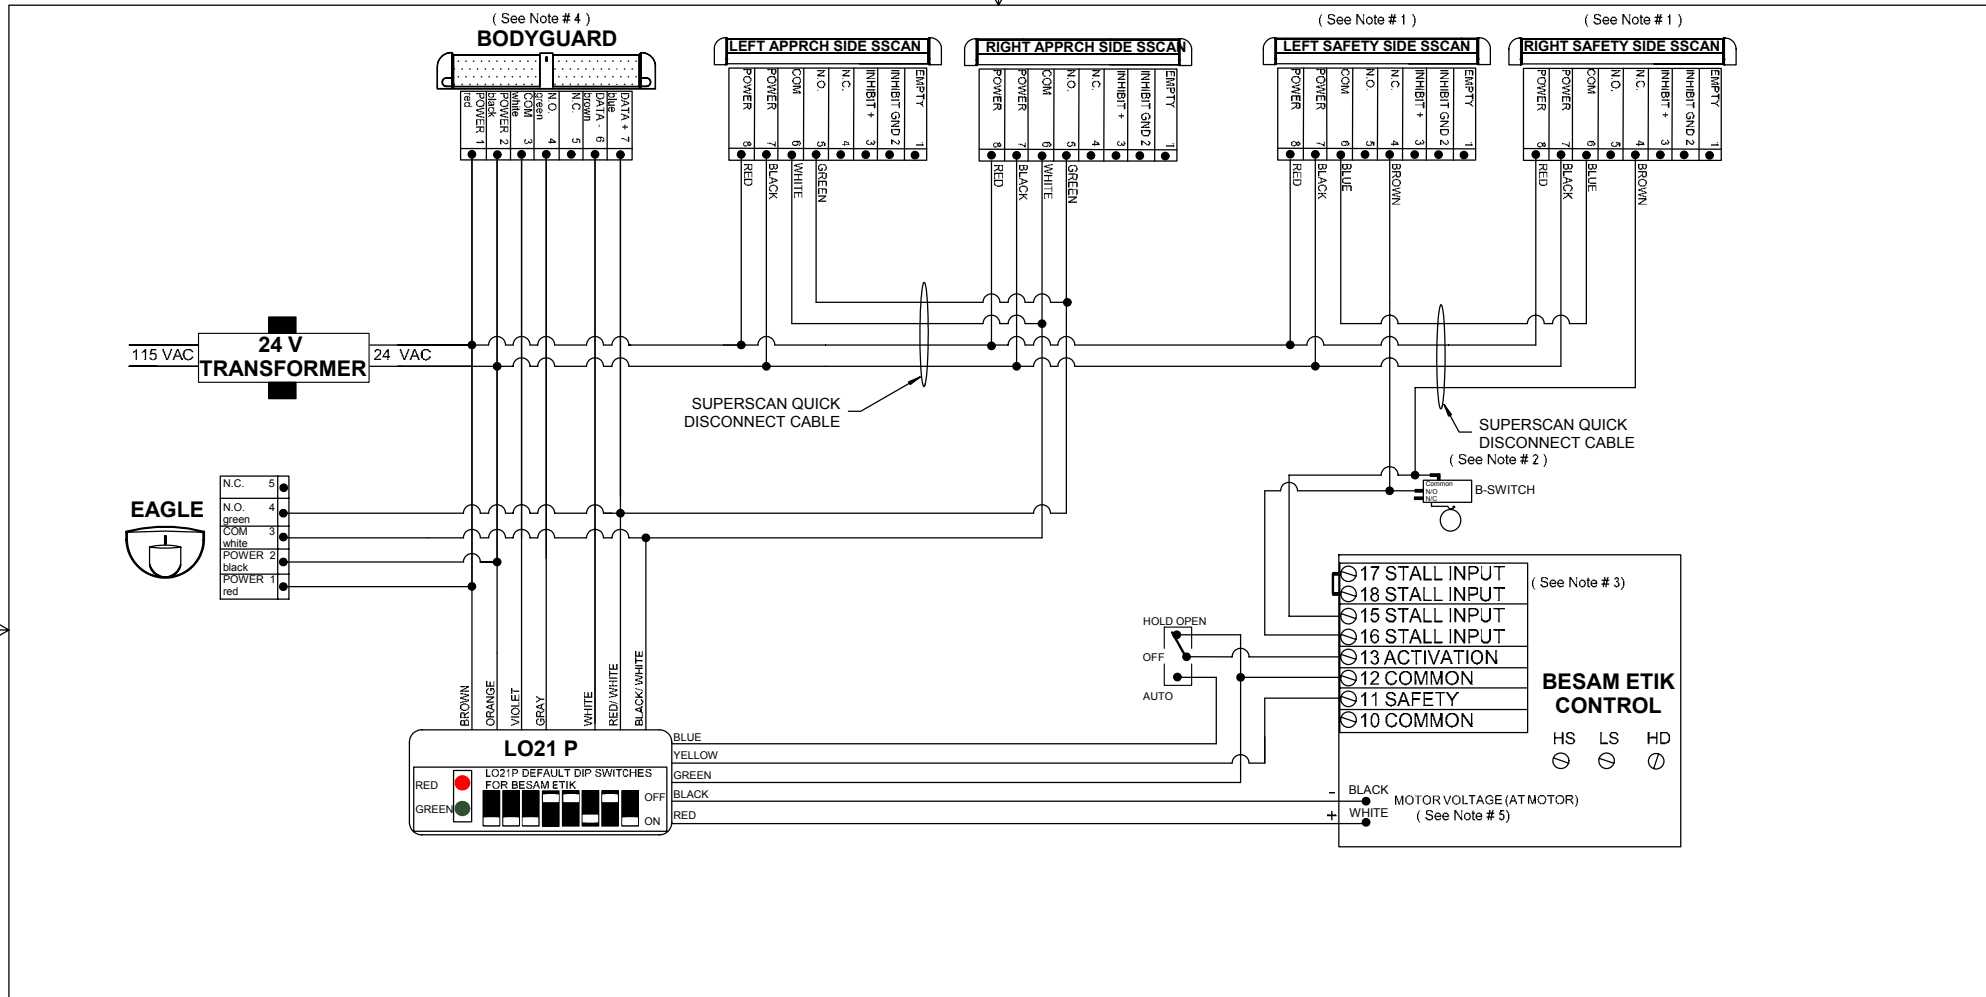 ( See Note # 4 )
BODYGUARD
( See Note # 1 )
( See Note # 1 )
LEFT APPRCH SIDE SSCAN
RIGHT APPRCH SIDE SSCAN
LEFT SAFETY SIDE SSCAN
RIGHT SAFETY SIDE SSCAN
POWER 1
red
POWER 2
black
COM 3
white
N.O. 4
green
N.C. 5
DATA - 6
brown
DATA + 7
blue
POWER 8
POWER 7
COM 6
N.O. 5
N.C. 4
INHIBIT + 3
INHIBIT GND 2
EMPTY 1
POWER 8
POWER 7
COM 6
N.O. 5
N.C. 4
INHIBIT + 3
INHIBIT GND 2
EMPTY 1
POWER 8
POWER 7
COM 6
N.O. 5
N.C. 4
INHIBIT + 3
INHIBIT GND 2
EMPTY 1
POWER 8
POWER 7
COM 6
N.O. 5
N.C. 4
INHIBIT + 3
INHIBIT GND 2
EMPTY 1
RED
BLACK
WHITE
GREEN
RED
BLACK
WHITE
GREEN
RED
BLACK
BLUE
BROWN
RED
BLACK
BLUE
BROWN
115 VAC
24 V
TRANSFORMER
24 VAC
SUPERSCAN QUICK
DISCONNECT CABLE
SUPERSCAN QUICK
DISCONNECT CABLE
( See Note # 2 )
Common
N/O
N/C
B-SWITCH
EAGLE
N.C. 5
N.O. 4
green
COM 3
white
POWER 2
black
POWER 1
red
17 STALL INPUT
( See Note # 3)
18 STALL INPUT
15 STALL INPUT
16 STALL INPUT
13 ACTIVATION
12 COMMON
11 SAFETY
10 COMMON
HOLD OPEN
OFF
AUTO
BESAM ETIK
CONTROL
HS LS HD
BROWN
ORANGE
VIOLET
GRAY
WHITE
RED/ WHITE
BLACK/ WHITE
LO21 P
LO21P DEFAULT DIP SWITCHES
FOR BESAM ETIK
RED
GREEN
OFF
ON
BLUE
YELLOW
GREEN
BLACK
RED
- BLACK
+ WHITE
MOTOR VOLTAGE (AT MOTOR)
( See Note # 5)